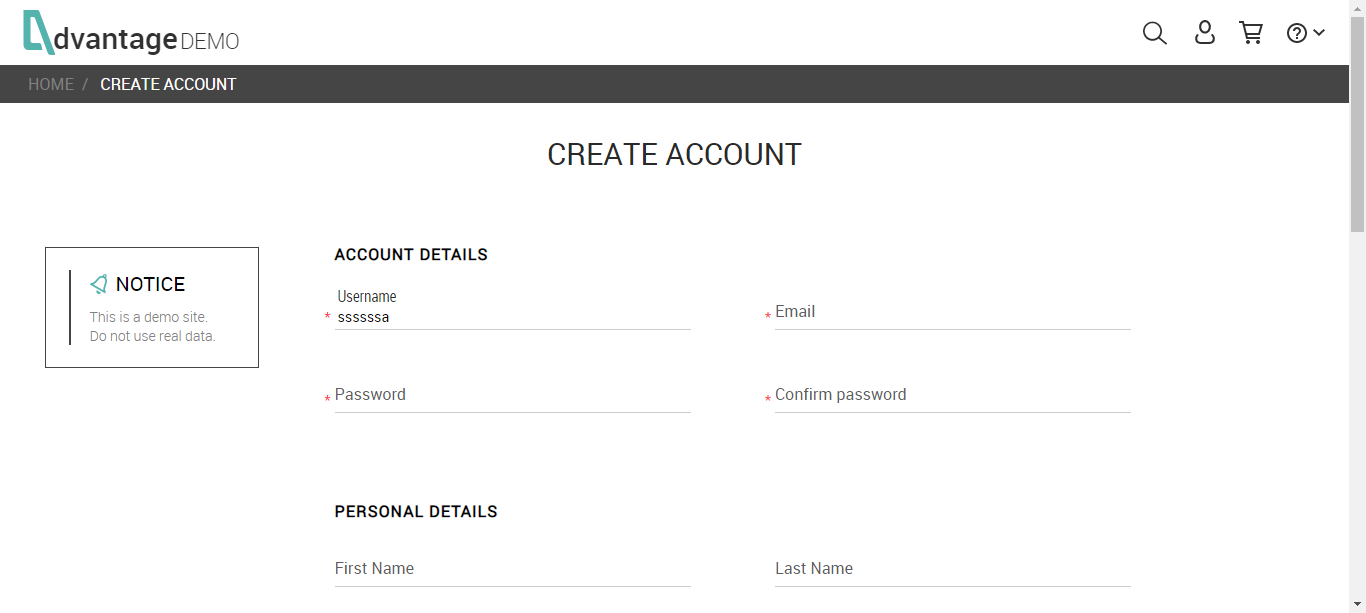 dvantage DEMO
HOME / CREATE ACCOUNT
CREATE ACCOUNT
NOTICE
This is a demo site.
Do not use real data.
ACCOUNT DETAILS
Username
* ssssssa
* Email
* Password
* Confirm password
PERSONAL DETAILS
First Name
Last Name